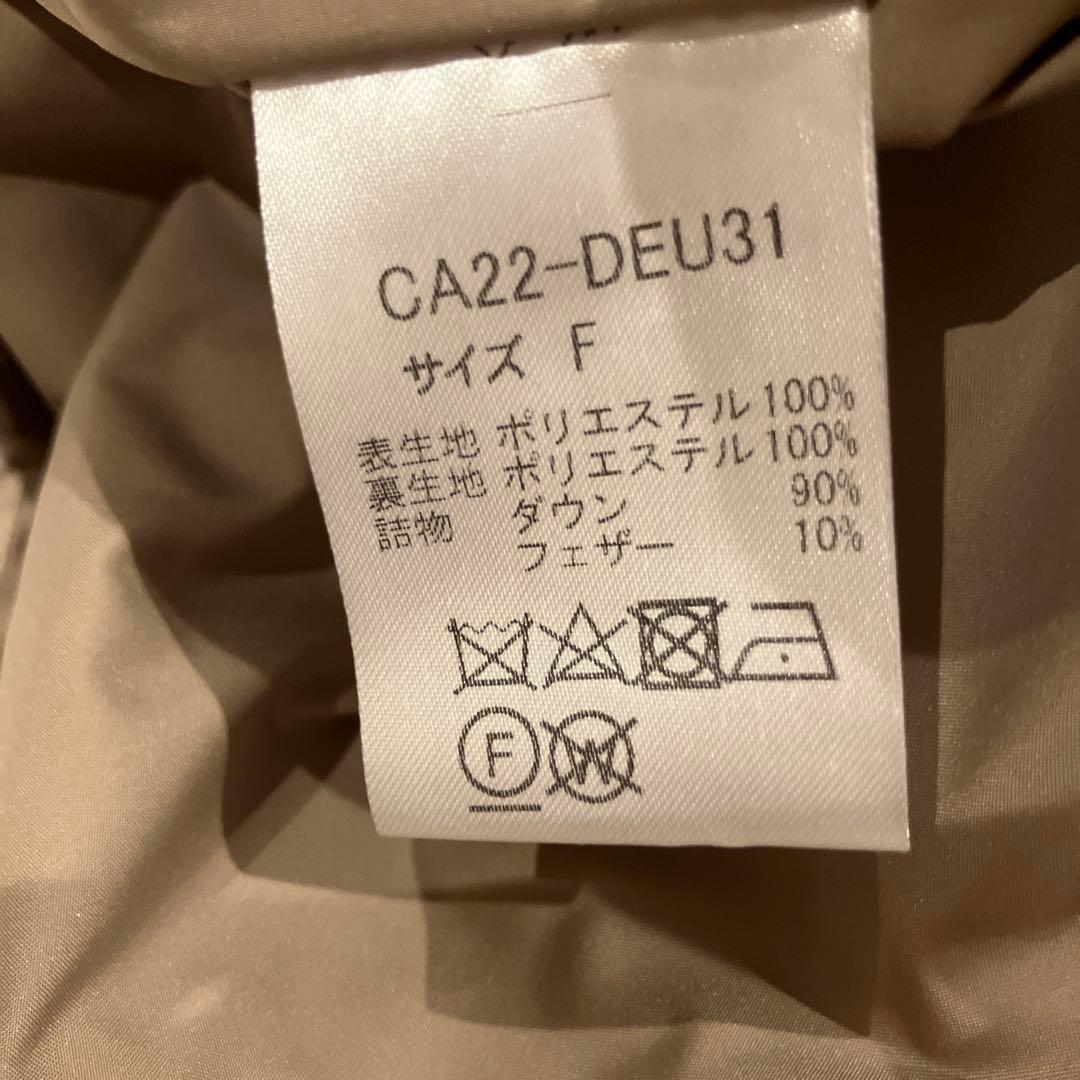 CA22-DEU31
サイズ F
表生地 ポリエステル 100%
裏生地 ポリエステル 100%
詰物 ダウン 90%
フェザー 10%
F W